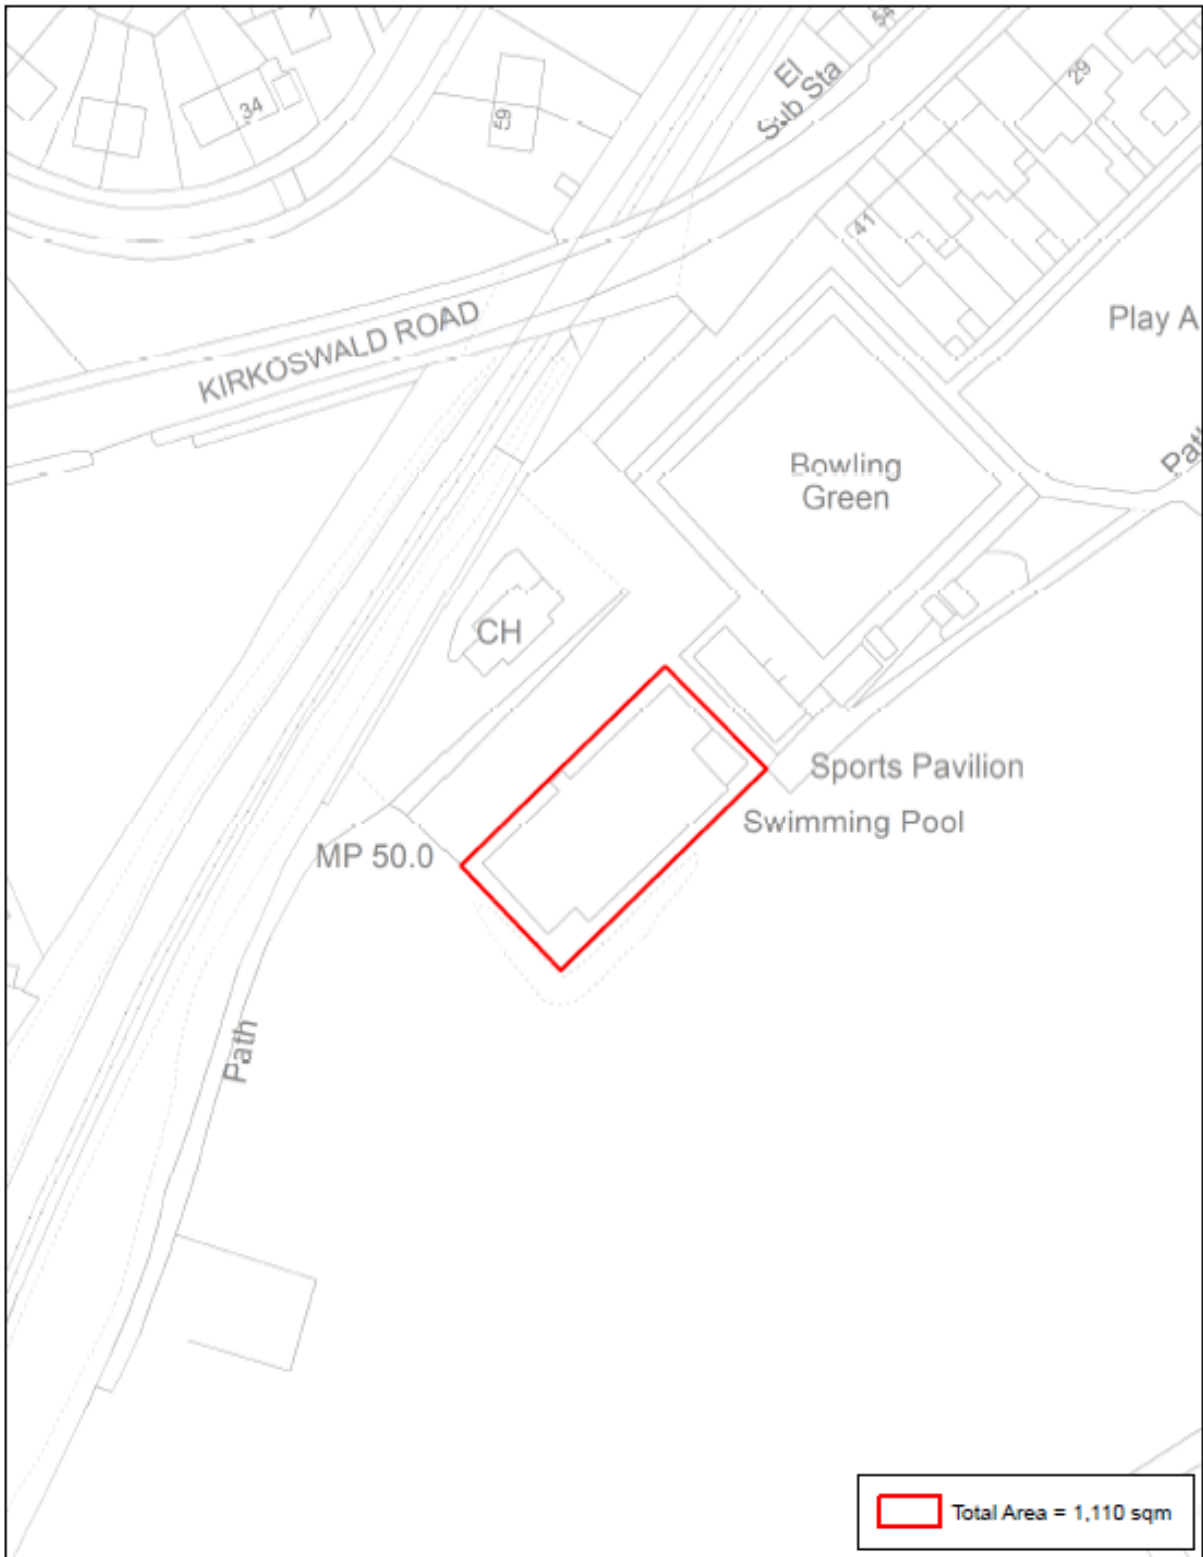 54
El
Sub Sta
29
34
59
41
KIRKOSWALD ROAD
Play A
Path
Bowling
Green
CH
Sports Pavilion
Swimming Pool
MP 50.0
Path
Total Area = 1,110 sqm